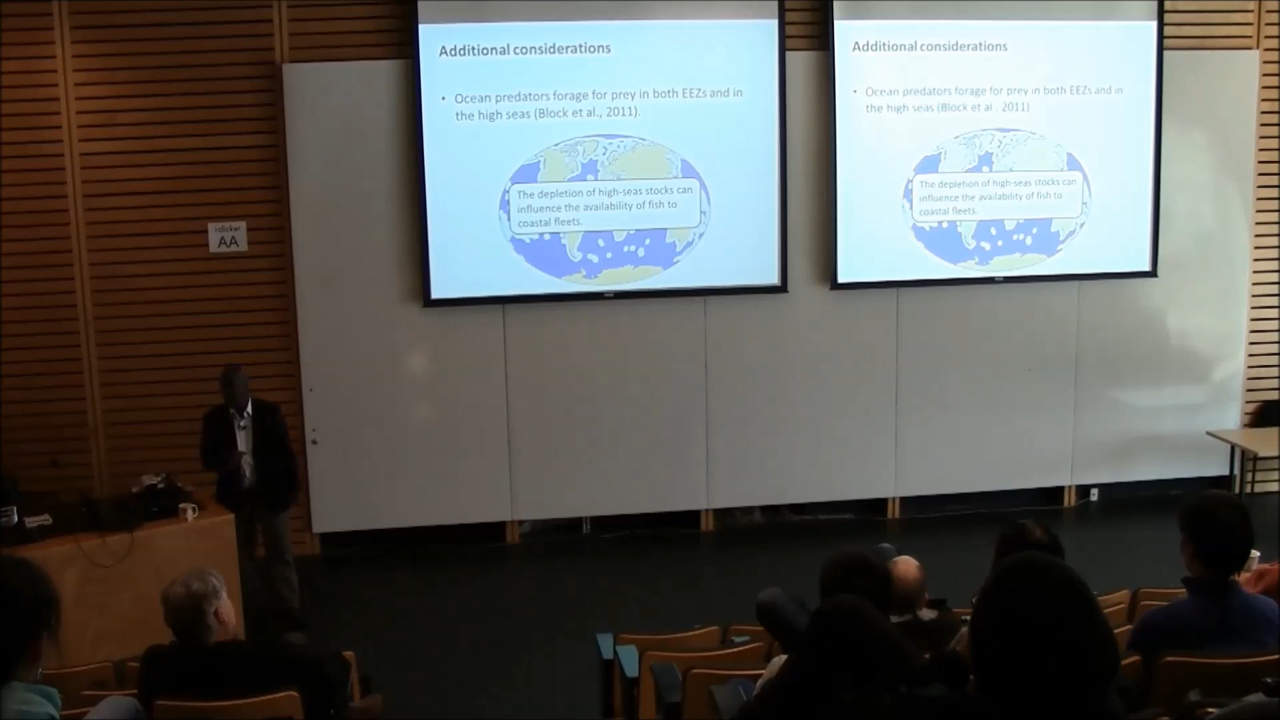 Additional considerations
• Ocean predators forage for prey in both EEZs and in
the high seas (Block et al., 2011).
The depletion of high-seas stocks can
influence the availability of fish to
coastal fleets.
Additional considerations
• Ocean predators forage for prey in both EEZs and in
the high seas (Block et al., 2011)
The depletion of high-seas stocks can
influence the availability of fish to
coastal fleets.
i-clicker
AA